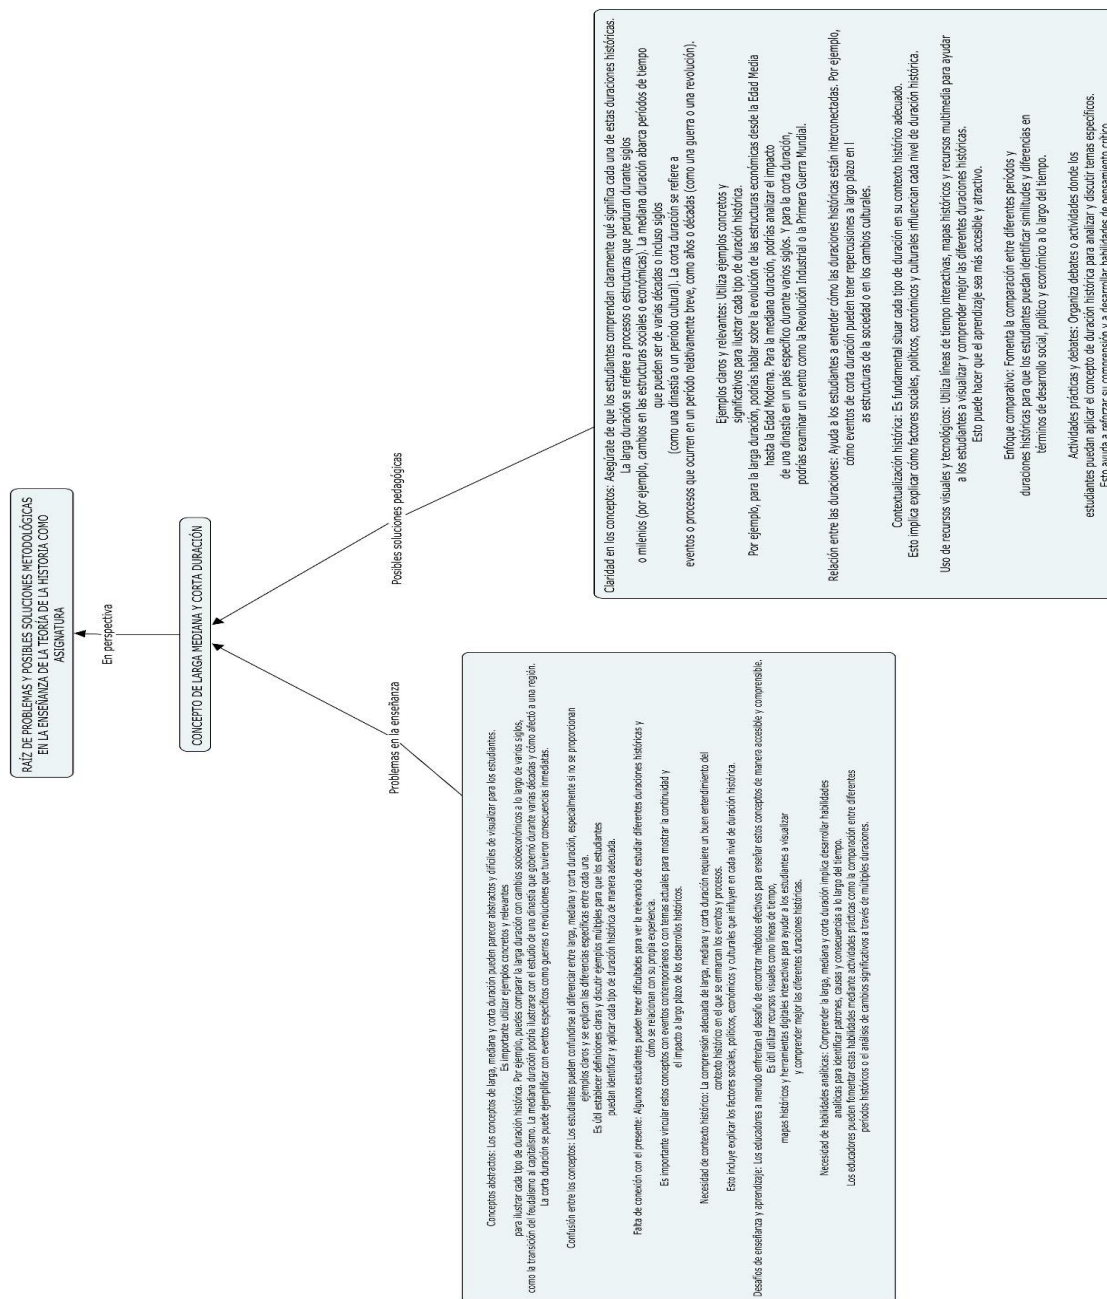 RAÍZ DE PROBLEMAS Y POSIBLES SOLUCIONES METODOLÓGICAS
EN LA ENSEÑANZA DE LA TEORÍA DE LA HISTORIA COMO
ASIGNATURA
En perspectiva
CONCEPTO DE LARGA MEDIANA Y CORTA DURACIÓN
Problemas en la enseñanza
Posibles soluciones pedagógicas
Conceptos abstractos: Los conceptos de larga, mediana y corta duración pueden parecer abstractos y difíciles de visualizar para los estudiantes.
Es importante utilizar ejemplos concretos y relevantes
para ilustrar cada tipo de duración histórica. Por ejemplo, puedes comparar la larga duración con cambios socioeconómicos a lo largo de varios siglos,
como la transición del feudalismo al capitalismo. La mediana duración podría ilustrarse con el estudio de una dinastía que gobernó durante varias décadas y cómo afectó a una región.
La corta duración se puede ejemplificar con eventos específicos como guerras o revoluciones que tuvieron consecuencias inmediatas.
Confusión entre los conceptos: Los estudiantes pueden confundirse al diferenciar entre larga, mediana y corta duración, especialmente si no se proporcionan
ejemplos claros y se explican las diferencias específicas entre cada una.
Es útil establecer definiciones claras y discutir ejemplos múltiples para que los estudiantes
puedan identificar y aplicar cada tipo de duración histórica de manera adecuada.
Falta de conexión con el presente: Algunos estudiantes pueden tener dificultades para ver la relevancia de estudiar diferentes duraciones históricas y
cómo se relacionan con su propia experiencia.
Es importante vincular estos conceptos con eventos contemporáneos o con temas actuales para mostrar la continuidad y
el impacto a largo plazo de los desarrollos históricos.
Necesidad de contexto histórico: La comprensión adecuada de larga, mediana y corta duración requiere un buen entendimiento del
contexto histórico en el que se enmarcan los eventos y procesos.
Esto incluye explicar los factores sociales, políticos, económicos y culturales que influyen en cada nivel de duración histórica.
Desafíos de enseñanza y aprendizaje: Los educadores a menudo enfrentan el desafío de encontrar métodos efectivos para enseñar estos conceptos de manera accesible y comprensible.
Es útil utilizar recursos visuales como líneas de tiempo,
mapas históricos y herramientas digitales interactivas para ayudar a los estudiantes a visualizar
y comprender mejor las diferentes duraciones históricas.
Necesidad de habilidades analíticas: Comprender la larga, mediana y corta duración implica desarrollar habilidades
analíticas para identificar patrones, causas y consecuencias a lo largo del tiempo.
Los educadores pueden fomentar estas habilidades mediante actividades prácticas como la comparación entre diferentes
períodos históricos o el análisis de cambios significativos a través de múltiples duraciones.
Claridad en los conceptos: Asegúrate de que los estudiantes comprendan claramente qué significa cada una de estas duraciones históricas.
La larga duración se refiere a procesos o estructuras que perduran durante siglos
o milenios (por ejemplo, cambios en las estructuras sociales o económicas). La mediana duración abarca períodos de tiempo
que pueden ser de varias décadas o incluso siglos
(como una dinastía o un período cultural). La corta duración se refiere a
eventos o procesos que ocurren en un período relativamente breve, como años o décadas (como una guerra o una revolución).
Ejemplos claros y relevantes: Utiliza ejemplos concretos y
significativos para ilustrar cada tipo de duración histórica.
Por ejemplo, para la larga duración, podrías hablar sobre la evolución de las estructuras económicas desde la Edad Media
hasta la Edad Moderna. Para la mediana duración, podrías analizar el impacto
de una dinastía en un país específico durante varios siglos. Y para la corta duración,
podrías examinar un evento como la Revolución Industrial o la Primera Guerra Mundial.
Relación entre las duraciones: Ayuda a los estudiantes a entender cómo las duraciones históricas están interconectadas. Por ejemplo,
cómo eventos de corta duración pueden tener repercusiones a largo plazo en l
as estructuras de la sociedad o en los cambios culturales.
Contextualización histórica: Es fundamental situar cada tipo de duración en su contexto histórico adecuado.
Esto implica explicar cómo factores sociales, políticos, económicos y culturales influencian cada nivel de duración histórica.
Uso de recursos visuales y tecnológicos: Utiliza líneas de tiempo interactivas, mapas históricos y recursos multimedia para ayudar
a los estudiantes a visualizar y comprender mejor las diferentes duraciones históricas.
Esto puede hacer que el aprendizaje sea más accesible y atractivo.
Enfoque comparativo: Fomenta la comparación entre diferentes períodos y
duraciones históricas para que los estudiantes puedan identificar similitudes y diferencias en
términos de desarrollo social, político y económico a lo largo del tiempo.
Actividades prácticas y debates: Organiza debates o actividades donde los
estudiantes puedan aplicar el concepto de duración histórica para analizar y discutir temas específicos.
Esto ayuda a reforzar su comprensión y a desarrollar habilidades de pensamiento crítico.